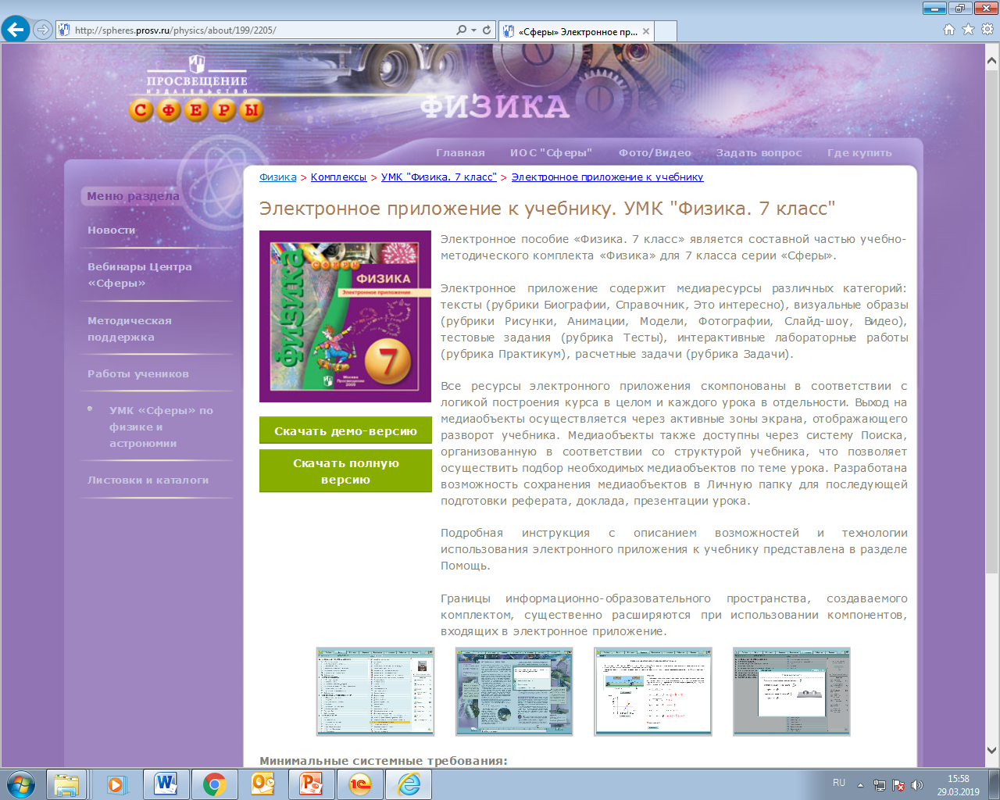 http://spheres.prosv.ru/physics/about/199/2205/
«Сферы» Электронное пр...
ПРОСВЕЩЕНИЕ
ИЗДАТЕЛЬСТВО
СФЕРЫ
ФИЗИКА
Главная ИОС "Сферы" Фото/Видео Задать вопрос Где купить
Меню раздела
Новости
Вебинары Центра
«Сферы»
Методическая
поддержка
Работы учеников
УМК «Сферы» по
физике и
астрономии
Листовки и каталоги
Физика > Комплексы > УМК "Физика. 7 класс" > Электронное приложение к учебнику
Электронное приложение к учебнику. УМК "Физика. 7 класс"
физика
СФЕРЫ
ФИЗИКА
Электронное приложение
7
Москва
Просвещение
2009
Скачать демо-версию
Скачать полную
версию
Электронное пособие «Физика. 7 класс» является составной частью учебно-
методического комплекта «Физика» для 7 класса серии «Сферы».
Электронное приложение содержит медиаресурсы различных категорий:
тексты (рубрики Биографии, Справочник, Это интересно), визуальные образы
(рубрики Рисунки, Анимации, Модели, Фотографии, Слайд-шоу, Видео),
тестовые задания (рубрика Тесты), интерактивные лабораторные работы
(рубрика Практикум), расчетные задачи (рубрика Задачи).
Все ресурсы электронного приложения скомпонованы в соответствии с
логикой построения курса в целом и каждого урока в отдельности. Выход на
медиаобъекты осуществляется через активные зоны экрана, отображающего
разворот учебника. Медиаобъекты также доступны через систему Поиска,
организованную в соответствии со структурой учебника, что позволяет
осуществить подбор необходимых медиаобъектов по теме урока. Разработана
возможность сохранения медиаобъектов в Личную папку для последующей
подготовки реферата, доклада, презентации урока.
Подробная инструкция с описанием возможностей и технологии
использования электронного приложения к учебнику представлена в разделе
Помощь.
Границы информационно-образовательного пространства, создаваемого
комплектом, существенно расширяются при использовании компонентов,
входящих в электронное приложение.
Минимальные системные требования:
RU
15:58
29.03.2019